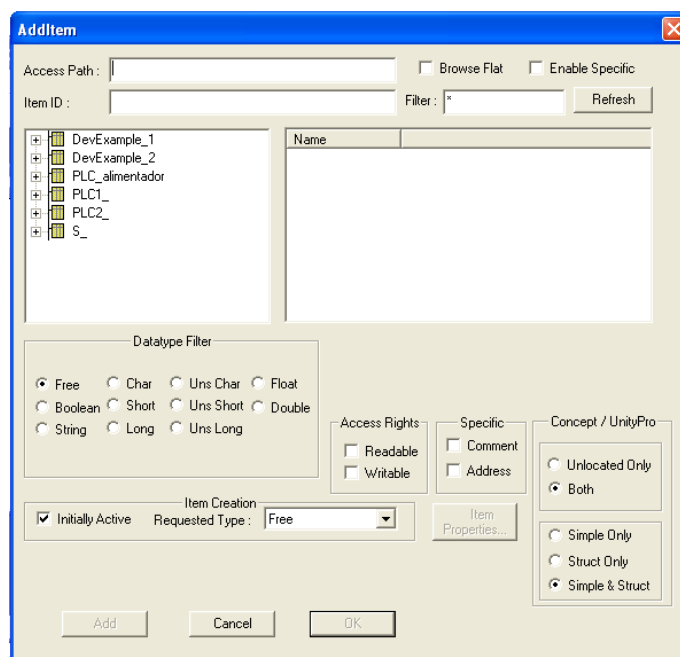 AddItem
Access Path :
Browse Flat
Enable Specific
Item ID :
Filter : *
Refresh
DevExample_1
DevExample_2
PLC_alimentador
PLC1_
PLC2_
S_
Name
Datatype Filter
Free Char Uns Char Float
Boolean Short Uns Short Double
String Long Uns Long
Access Rights
Readable
Writable
Specific
Comment
Address
Concept / UnityPro
Unlocated Only
Both
Simple Only
Struct Only
Simple & Struct
Item Creation
Initially Active Requested Type : Free
Item
Properties...
Add
Cancel
OK